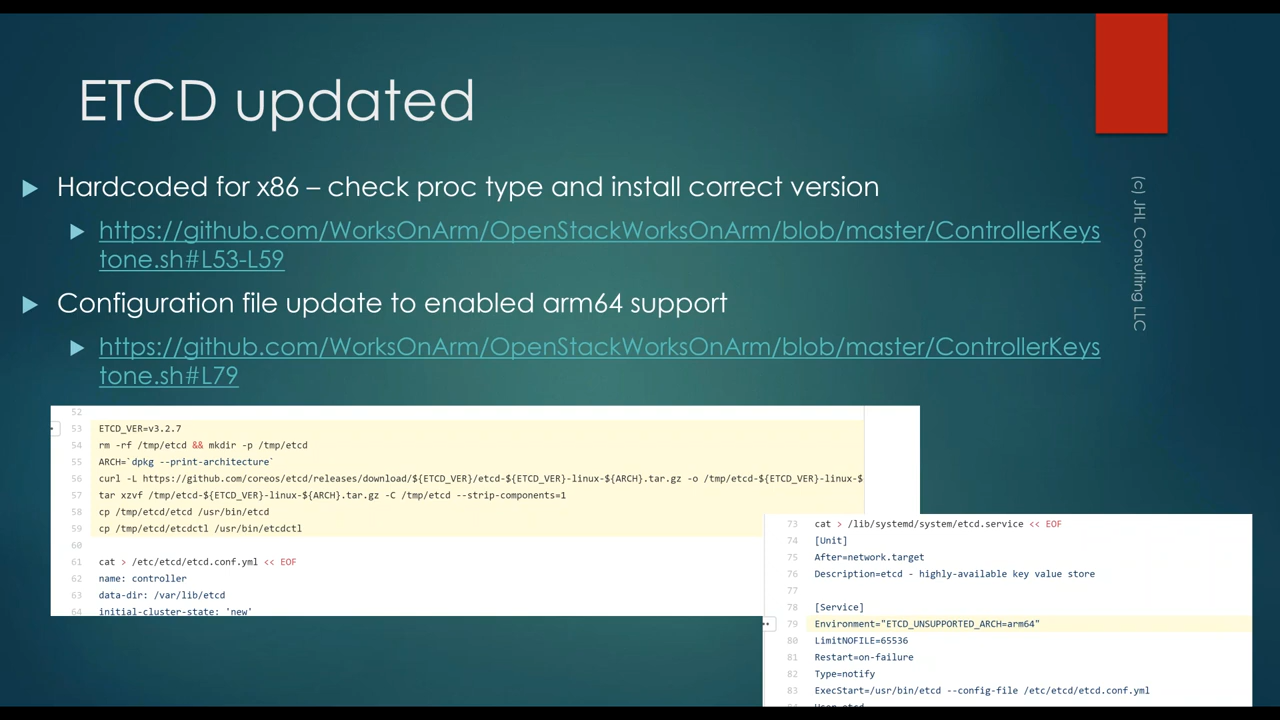 ETCD updated
Hardcoded for x86 – check proc type and install correct version
https://github.com/WorksOnArm/OpenStackWorksOnArm/blob/master/ControllerKeys
tone.sh#L53-L59
Configuration file update to enabled arm64 support
https://github.com/WorksOnArm/OpenStackWorksOnArm/blob/master/ControllerKeys
tone.sh#L79
(c) JHL Consulting LLC
52
53 ETCD_VER=v3.2.7
54 rm -rf /tmp/etcd && mkdir -p /tmp/etcd
55 ARCH=`dpkg --print-architecture`
56 curl -L https://github.com/coreos/etcd/releases/download/${ETCD_VER}/etcd-${ETCD_VER}-linux-${ARCH}.tar.gz -o /tmp/etcd-${ETCD_VER}-linux-$
57 tar xzvf /tmp/etcd-${ETCD_VER}-linux-${ARCH}.tar.gz -C /tmp/etcd --strip-components=1
58 cp /tmp/etcd/etcd /usr/bin/etcd
59 cp /tmp/etcd/etcdctl /usr/bin/etcdctl
60
61 cat > /etc/etcd/etcd.conf.yml << EOF
62 name: controller
63 data-dir: /var/lib/etcd
64 initial-cluster-state: 'new'
73 cat > /lib/systemd/system/etcd.service << EOF
74 [Unit]
75 After=network.target
76 Description=etcd - highly-available key value store
77
78 [Service]
79 Environment="ETCD_UNSUPPORTED_ARCH=arm64"
80 LimitNOFILE=65536
81 Restart=on-failure
82 Type=notify
83 ExecStart=/usr/bin/etcd --config-file /etc/etcd/etcd.conf.yml